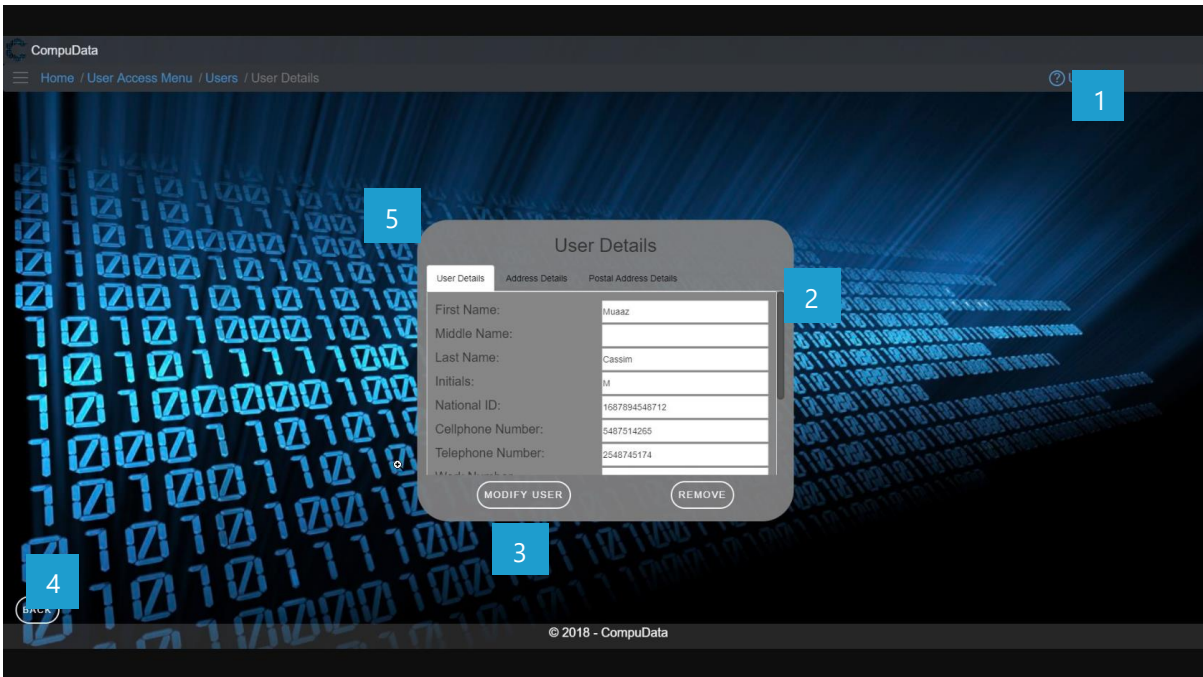 CompuData
Home / User Access Menu / Users / User Details
1
5
User Details
User Details Address Details Postal Address Details
2
First Name: Muaaz
Middle Name:
Last Name: Cassim
Initials: M
National ID: 1687894548712
Cellphone Number: 5487514265
Telephone Number: 2548745174
MODIFY USER REMOVE
3
4
BACK
© 2018 - CompuData